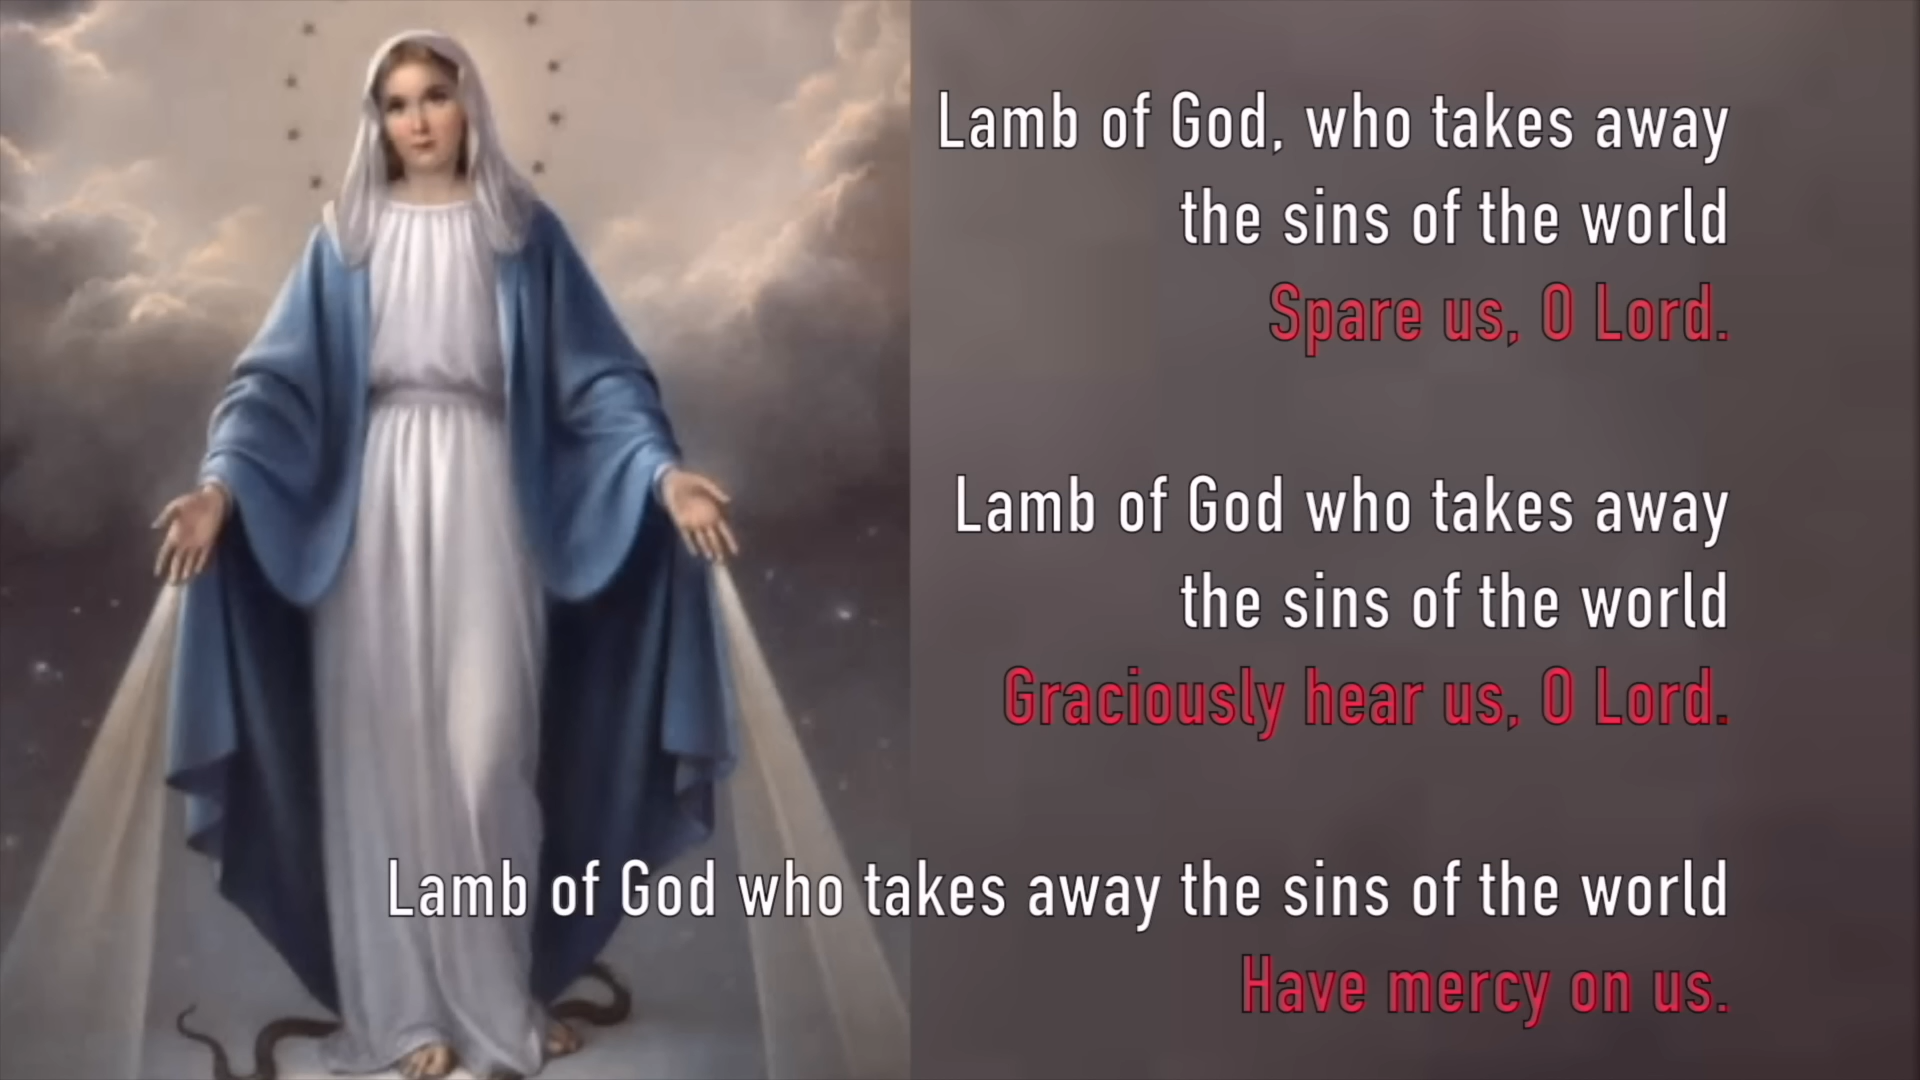 Lamb of God, who takes away
the sins of the world
Spare us, O Lord.
Lamb of God who takes away
the sins of the world
Graciously hear us, O Lord.
Lamb of God who takes away the sins of the world
Have mercy on us.